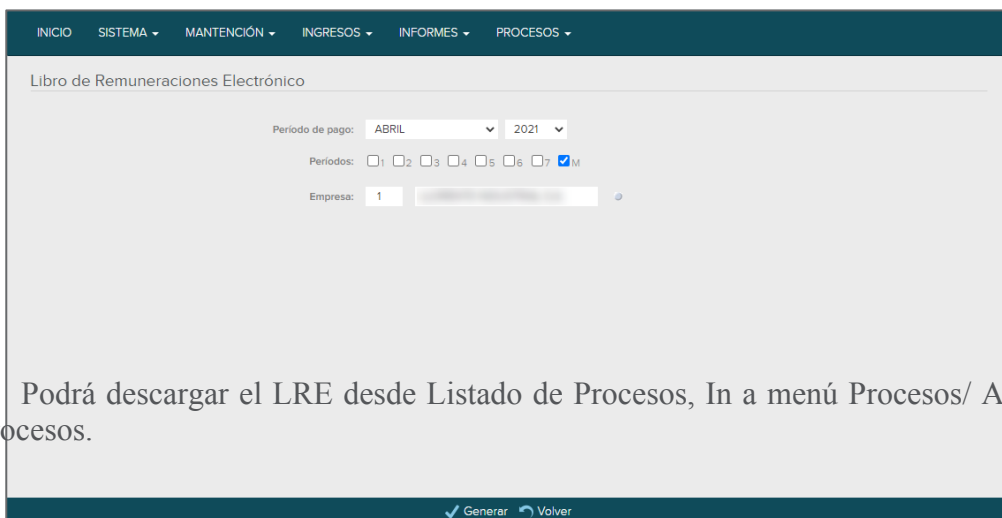 INICIO SISTEMA MANTENCIÓN INGRESOS INFORMES PROCESOS
Libro de Remuneraciones Electrónico
Período de pago: ABRIL 2021
Períodos: 1 2 3 4 5 6 7 M
Empresa: 1
Podrá descargar el LRE desde Listado de Procesos, In a menú Procesos/ A
ocesos.
Generar Volver